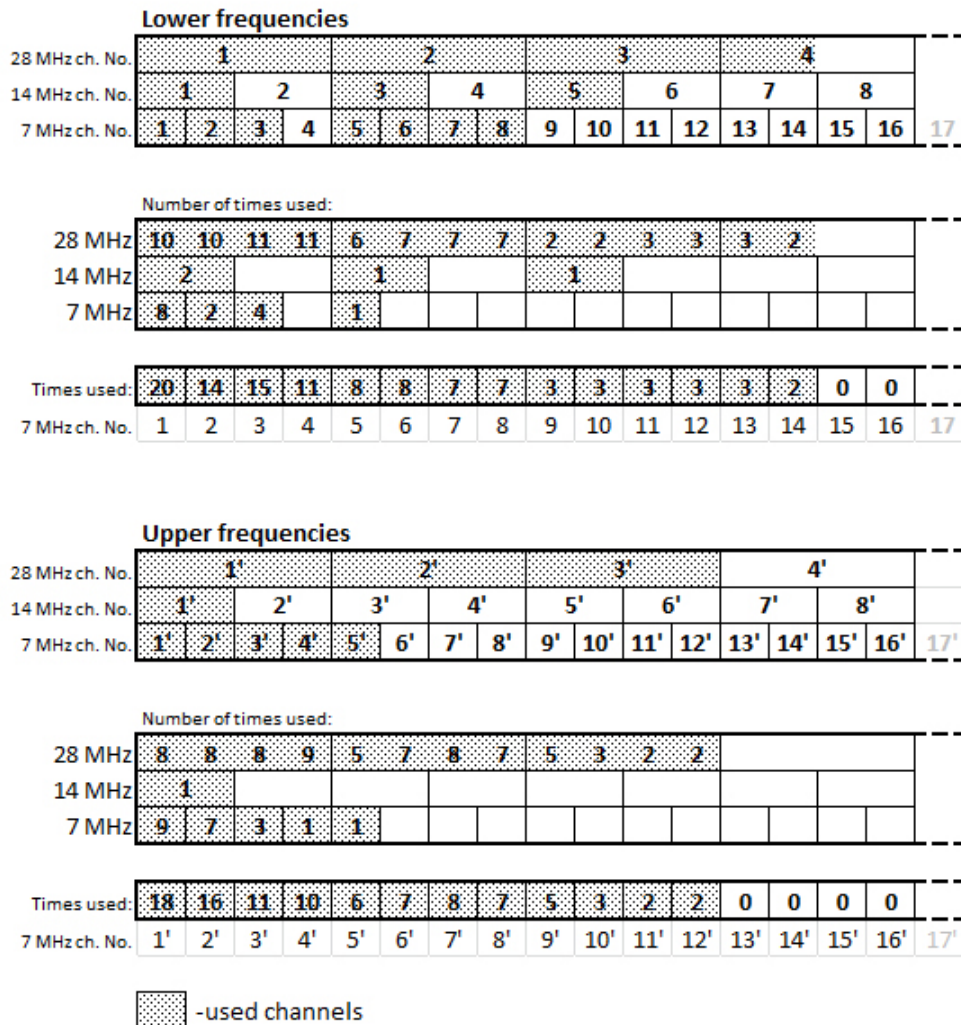 Lower frequencies
28 MHz ch. No. 1 2 3 4
14 MHz ch. No. 1 2 3 4 5 6 7 8
7 MHz ch. No. 1 2 3 4 5 6 7 8 9 10 11 12 13 14 15 16 17
Number of times used:
28 MHz 10 10 11 11 6 7 7 7 2 2 3 3 3 2
14 MHz 2 1 1
7 MHz 8 2 4 1
Times used: 20 14 15 11 8 8 7 7 3 3 3 3 3 2 0 0
7 MHz ch. No. 1 2 3 4 5 6 7 8 9 10 11 12 13 14 15 16 17
Upper frequencies
28 MHz ch. No. 1' 2' 3' 4'
14 MHz ch. No. 1' 2' 3' 4' 5' 6' 7' 8'
7 MHz ch. No. 1' 2' 3' 4' 5' 6' 7' 8' 9' 10' 11' 12' 13' 14' 15' 16' 17'
Number of times used:
28 MHz 8 8 8 9 5 7 8 7 5 3 2 2
14 MHz 1
7 MHz 9 7 3 1 1
Times used: 18 16 11 10 6 7 8 7 5 3 2 2 0 0 0 0
7 MHz ch. No. 1' 2' 3' 4' 5' 6' 7' 8' 9' 10' 11' 12' 13' 14' 15' 16' 17'
-used channels